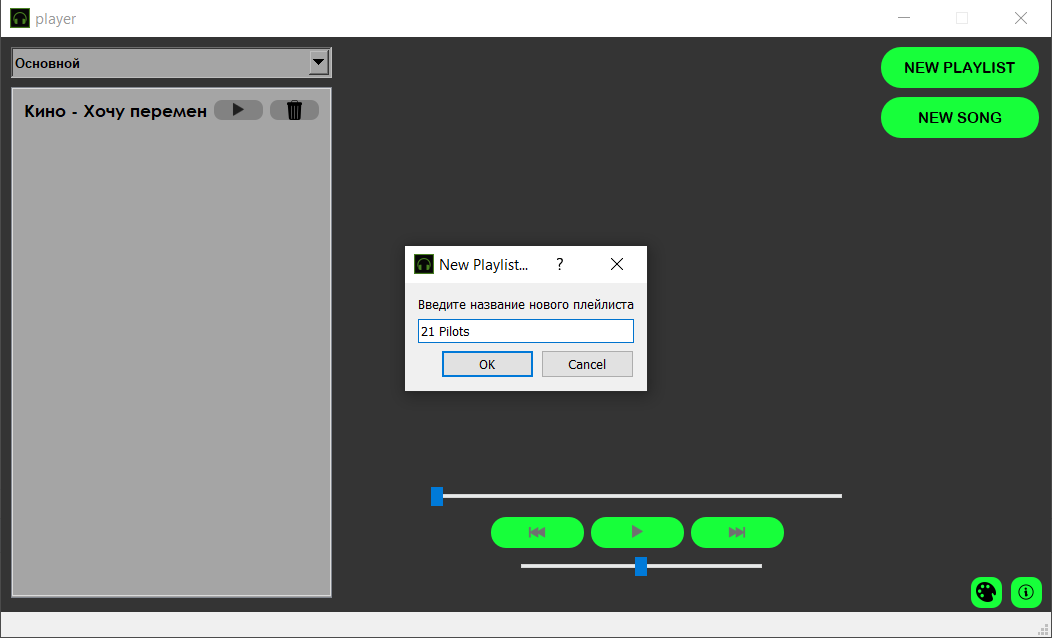 player
Основной
NEW PLAYLIST
Кино - Хочу перемен
NEW SONG
New Playlist...
?
Введите название нового плейлиста
21 Pilots
OK
Cancel